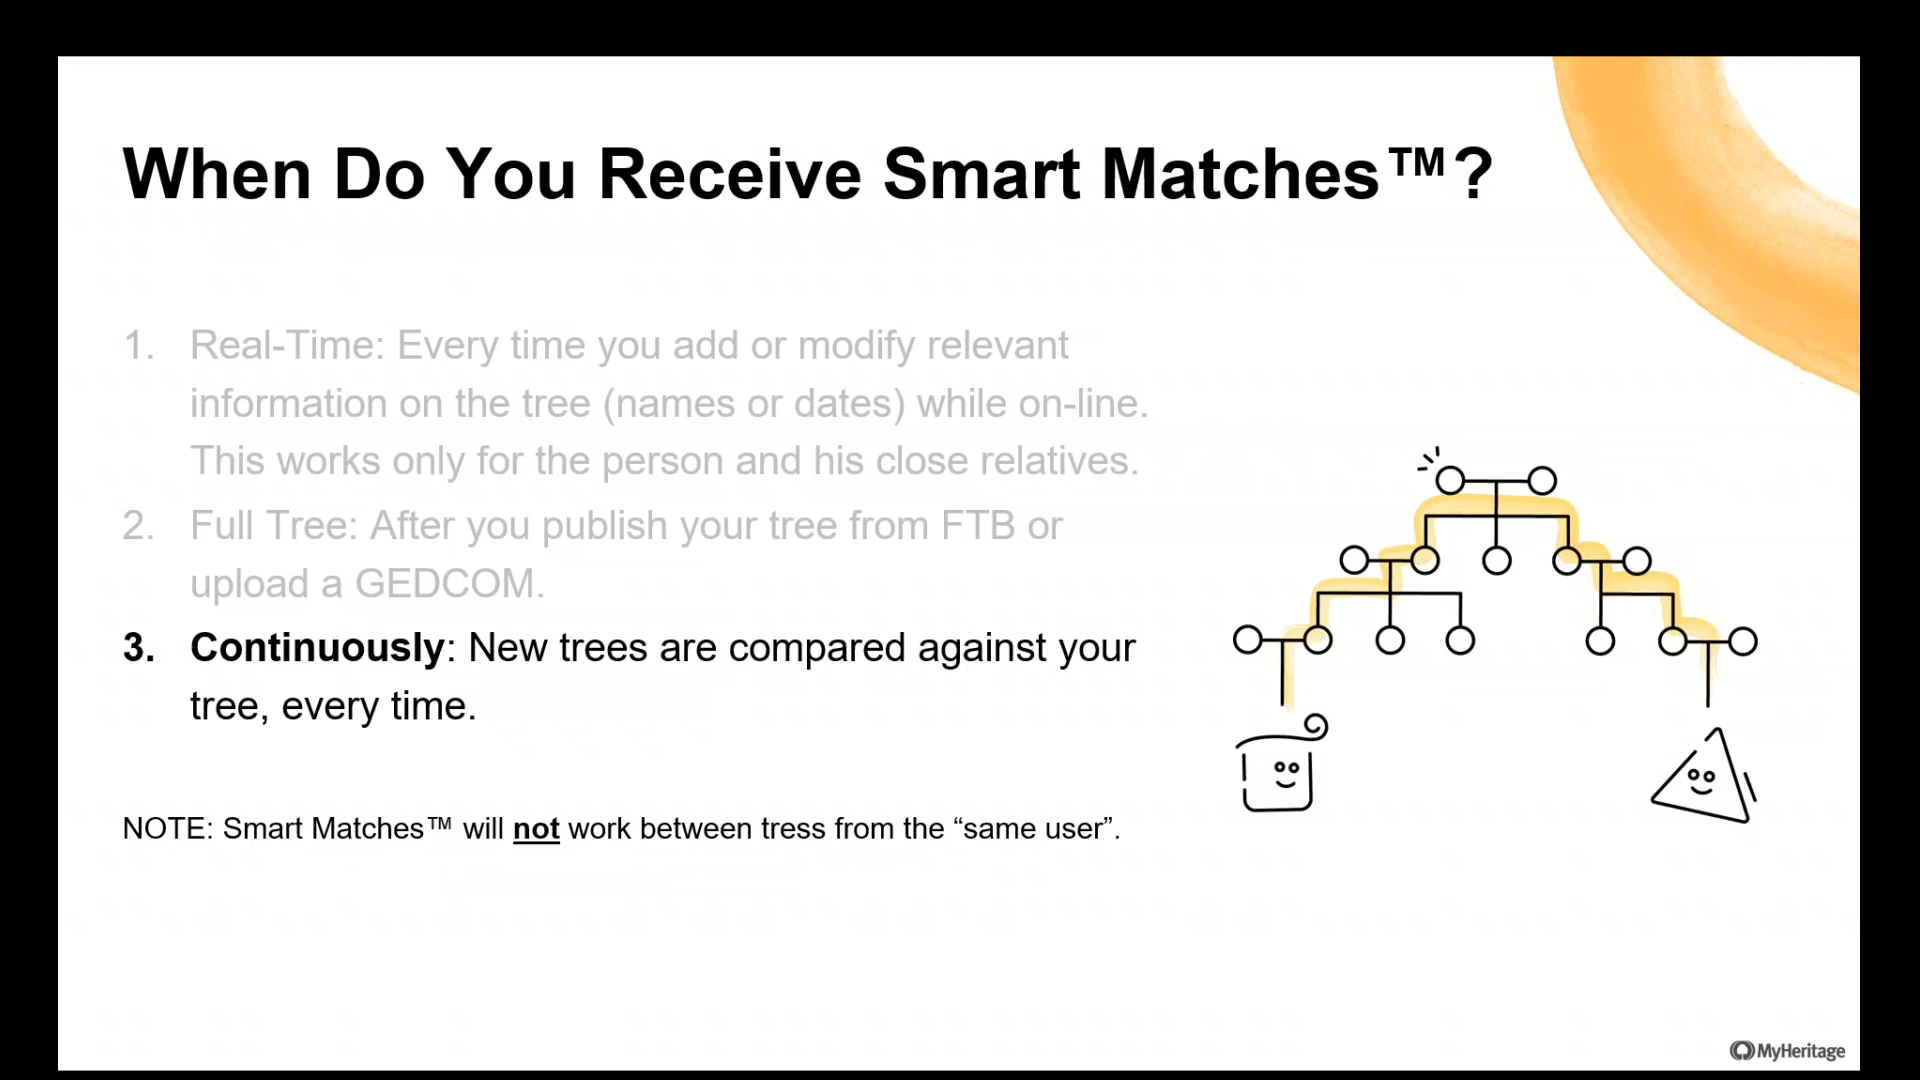 When Do You Receive Smart Matches™?
1. Real-Time: Every time you add or modify relevant
information on the tree (names or dates) while on-line.
This works only for the person and his close relatives.
2. Full Tree: After you publish your tree from FTB or
upload a GEDCOM.
3. Continuously: New trees are compared against your
tree, every time.
NOTE: Smart Matches™ will not work between tress from the “same user”.
MyHeritage